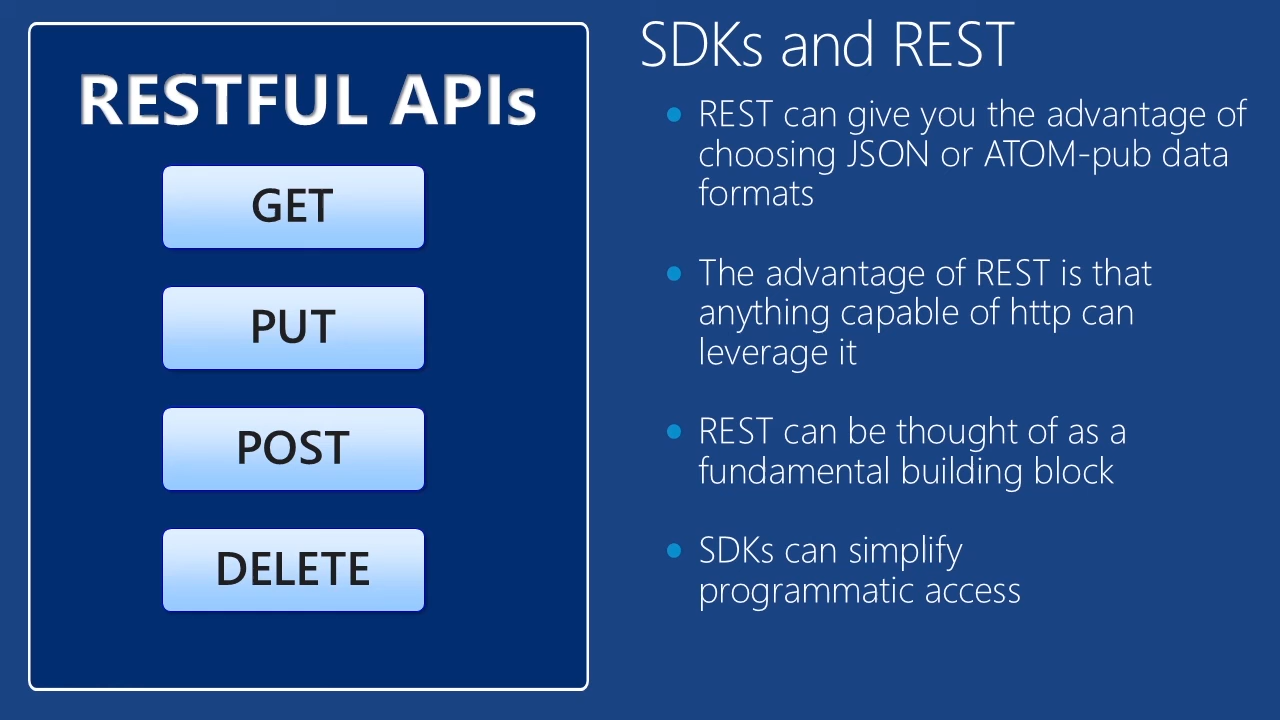 RESTFUL APIs
GET
PUT
POST
DELETE
SDKs and REST
• REST can give you the advantage of
choosing JSON or ATOM-pub data
formats
• The advantage of REST is that
anything capable of http can
leverage it
• REST can be thought of as a
fundamental building block
• SDKs can simplify
programmatic access